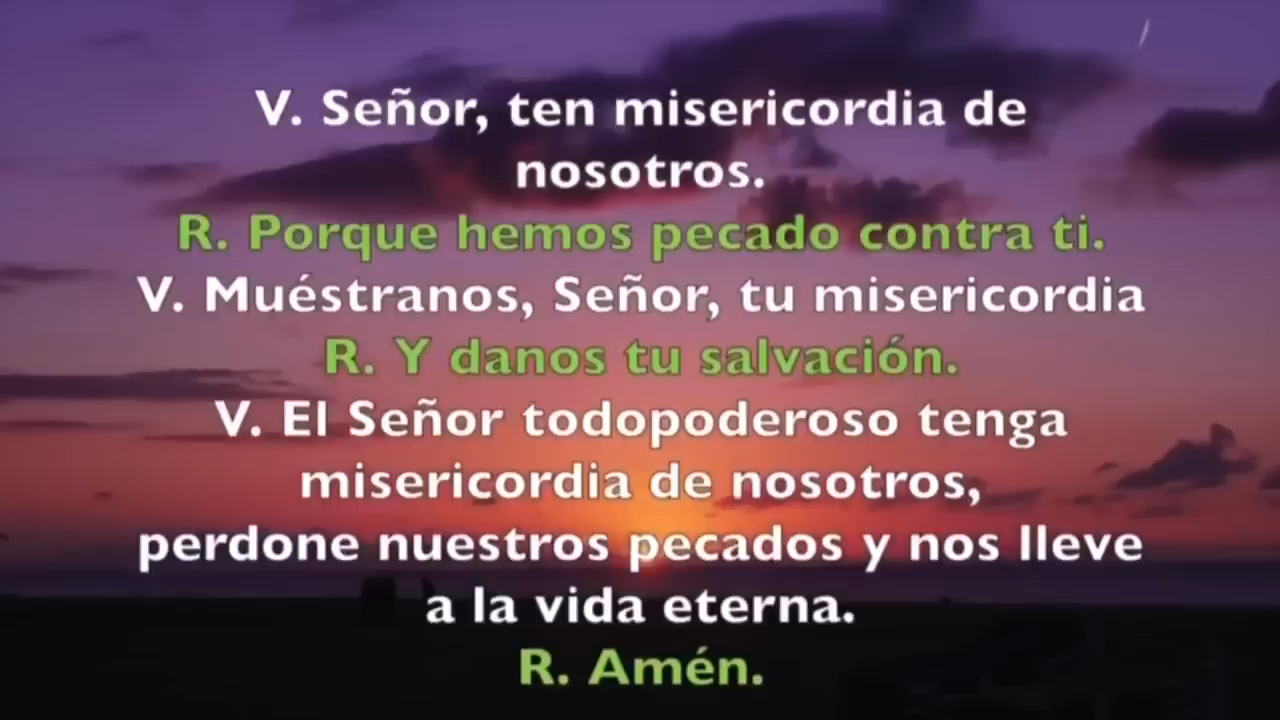 V. Señor, ten misericordia de
nosotros.
R. Porque hemos pecado contra ti.
V. Muéstranos, Señor, tu misericordia
R. Y danos tu salvación.
V. El Señor todopoderoso tenga
misericordia de nosotros,
perdone nuestros pecados y nos lleve
a la vida eterna.
R. Amén.